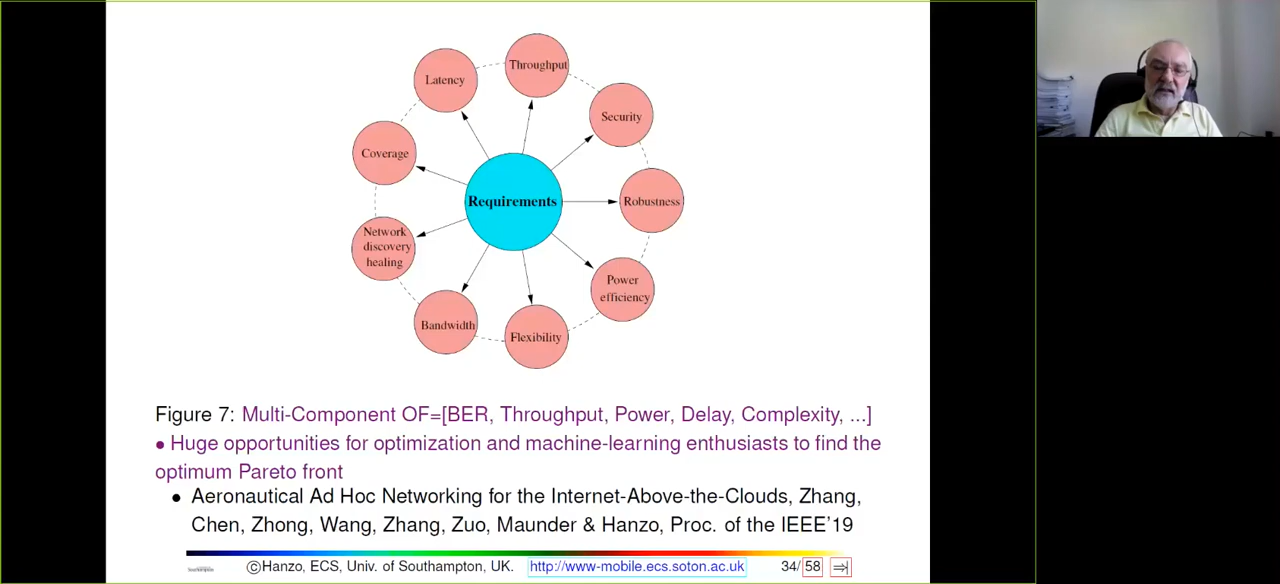 Throughput
Latency
Security
Coverage
Requirements
Robustness
Network
discovery
healing
Power
efficiency
Bandwidth
Flexibility
Figure 7: Multi-Component OF=[BER, Throughput, Power, Delay, Complexity, ...]
• Huge opportunities for optimization and machine-learning enthusiasts to find the
optimum Pareto front
• Aeronautical Ad Hoc Networking for the Internet-Above-the-Clouds, Zhang,
Chen, Zhong, Wang, Zhang, Zuo, Maunder & Hanzo, Proc. of the IEEE'19
Southampton ©Hanzo, ECS, Univ. of Southampton, UK. http://www-mobile.ecs.soton.ac.uk 34/58